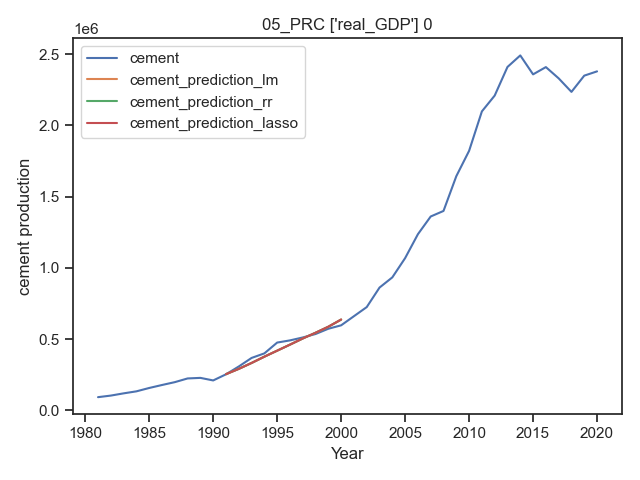 05_PRC ['real_GDP'] 0
1e6
cement
cement_prediction_lm
cement_prediction_rr
cement_prediction_lasso
cement production
2.5
2.0
1.5
1.0
0.5
0.0
1980 1985 1990 1995 2000 2005 2010 2015 2020
Year